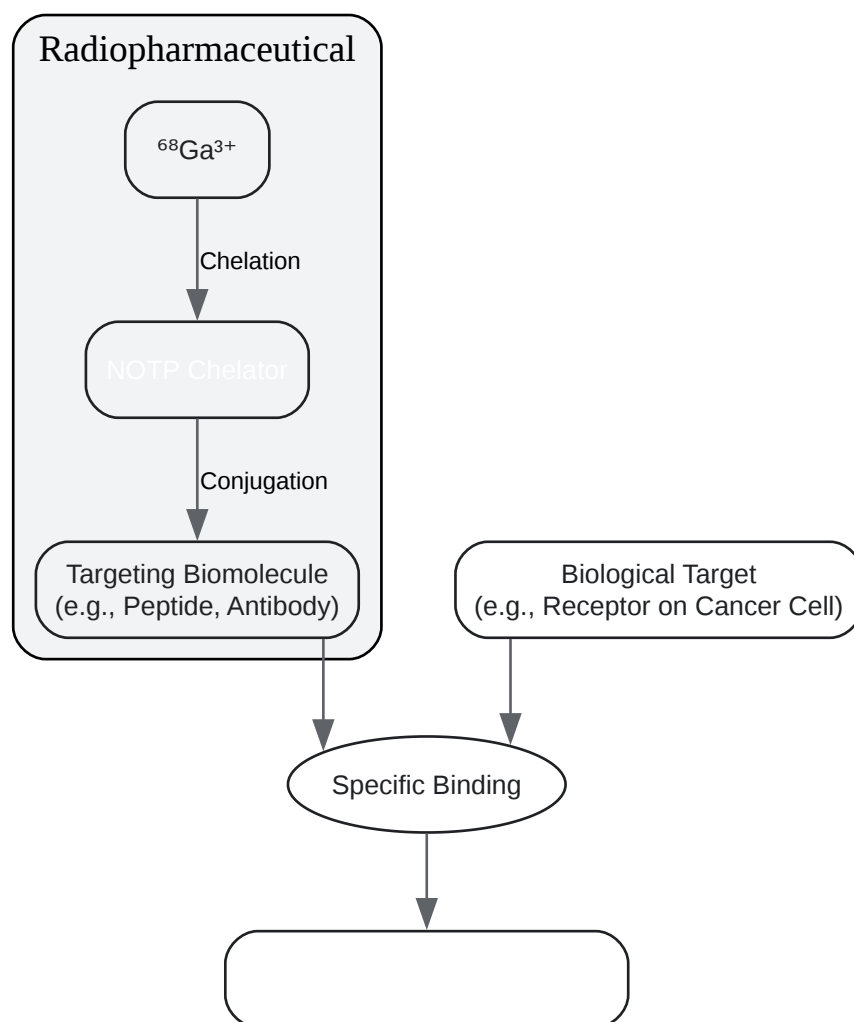 Radiopharmaceutical
⁶⁸Ga³⁺
Chelation
NOTP Chelator
Conjugation
Targeting Biomolecule
(e.g., Peptide, Antibody)
Biological Target
(e.g., Receptor on Cancer Cell)
Specific Binding